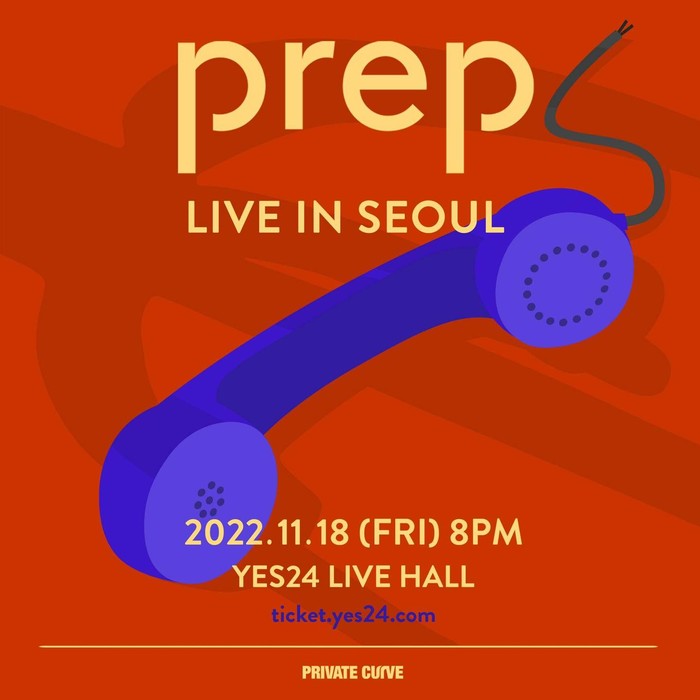 prep
LIVE IN SEOUL
2022.11.18 (FRI) 8PM
YES24 LIVE HALL
ticket.yes24.com
PRIVATE CURVE